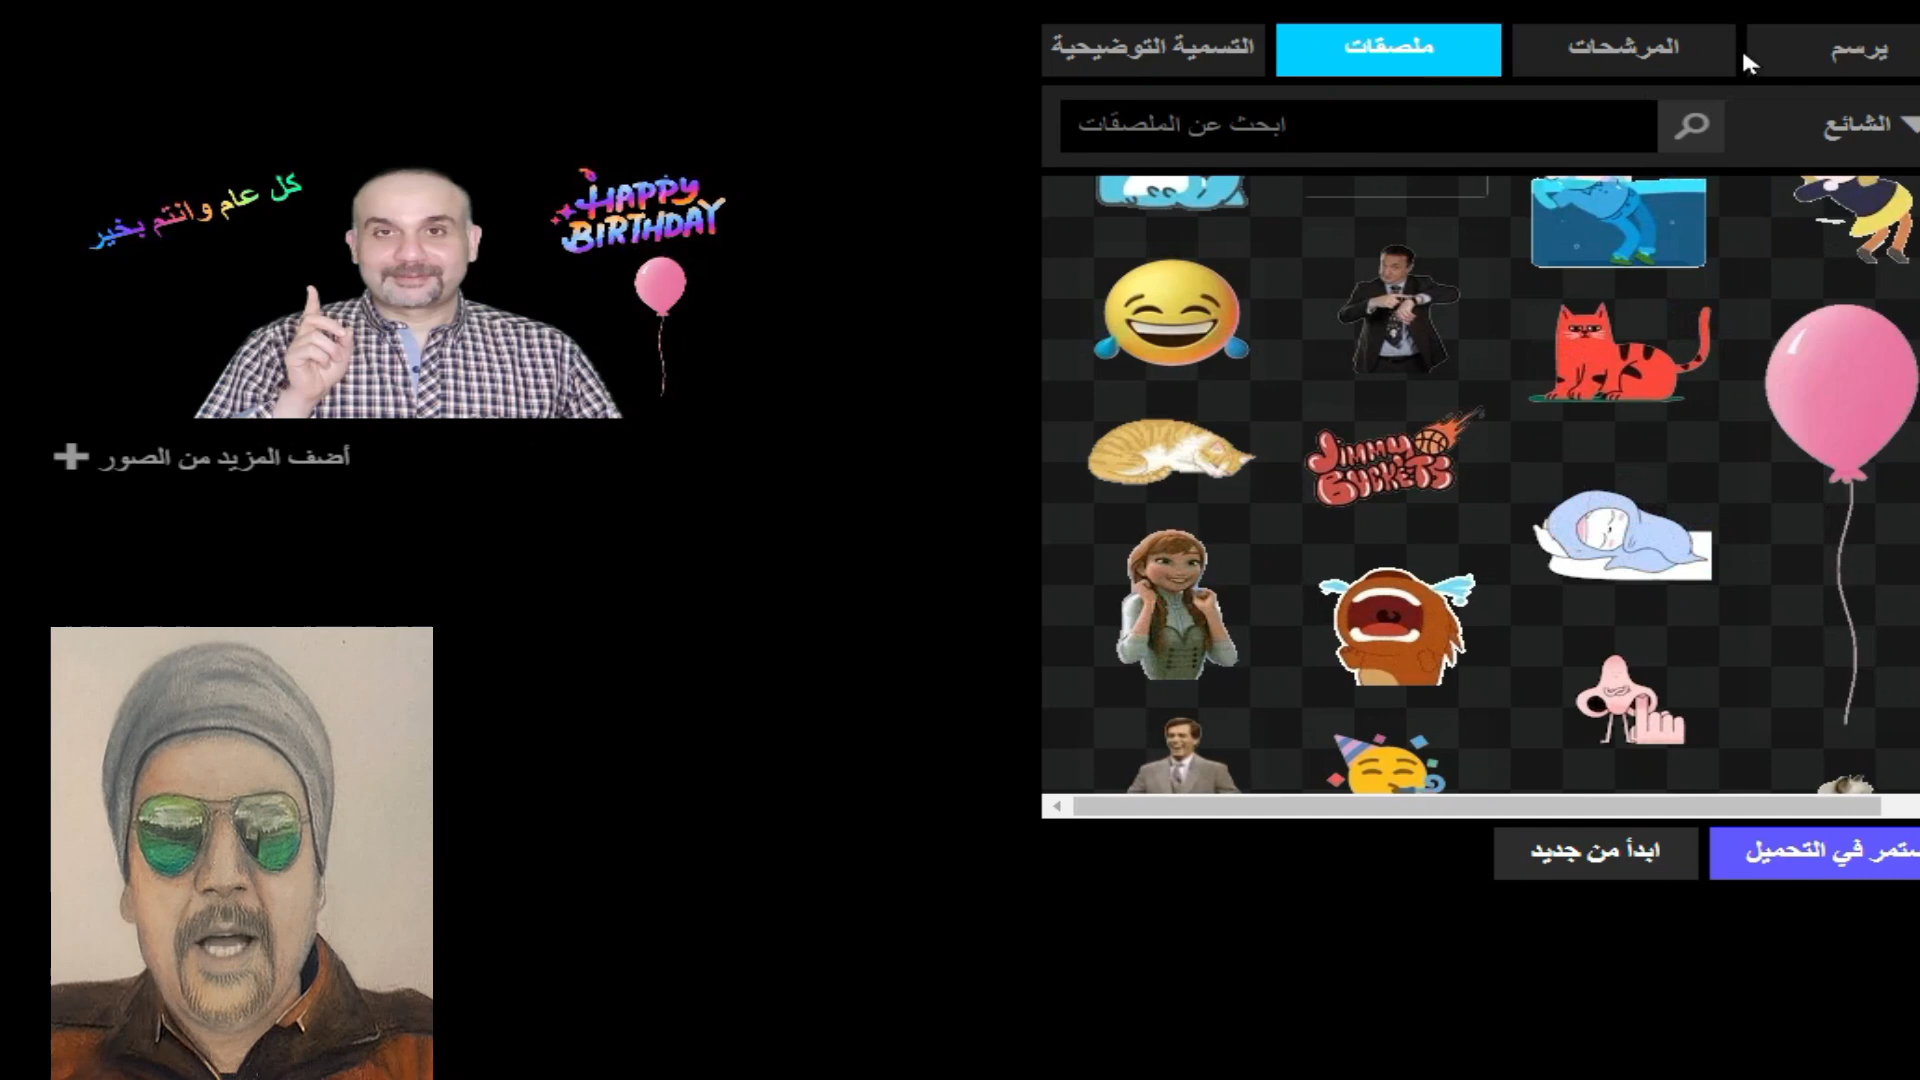 يرسم
المرشحات
ملصقات
التسمية التوضيحية
الشائع
ابحث عن الملصقات
كل عام وانتم بخير
HAPPY
BIRTHDAY
JIMMY
BUCKETS
أضف المزيد من الصور
ابدأ من جديد
في التحميل